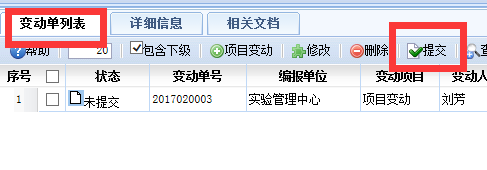 变动单列表 详细信息 相关文档
帮助 20 包含下级 项目变动 修改 删除 提交
序号 状态 变动单号 编报单位 变动项目 变动人
1 未提交 2017020003 实验管理中心 项目变动 刘芳